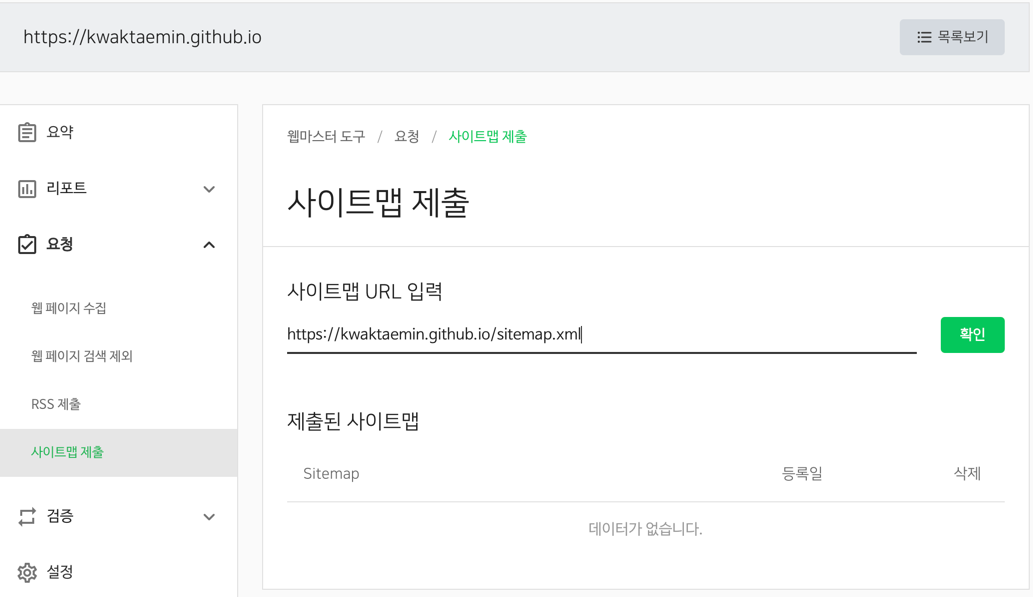 https://kwaktaemin.github.io
목록보기
요약
리포트
요청
웹 페이지 수집
웹 페이지 검색 제외
RSS 제출
사이트맵 제출
검증
설정
웹마스터 도구 / 요청 / 사이트맵 제출
사이트맵 제출
사이트맵 URL 입력
https://kwaktaemin.github.io/sitemap.xml
확인
제출된 사이트맵
Sitemap 등록일 삭제
데이터가 없습니다.